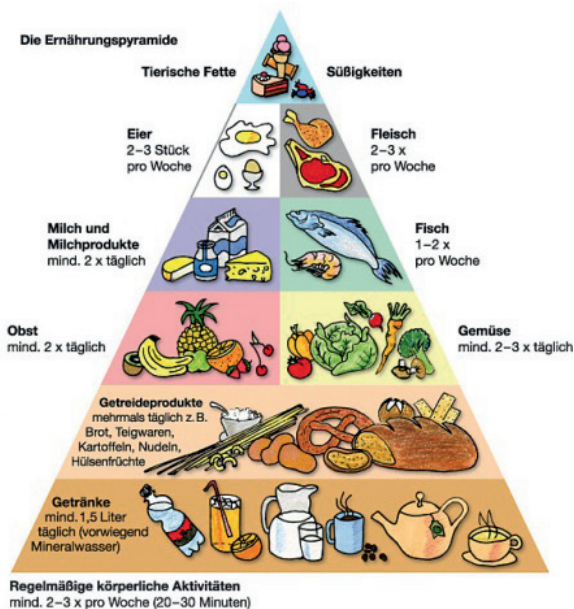 Die Ernährungspyramide
Tierische Fette
Süßigkeiten
Eier
2–3 Stück
pro Woche
Fleisch
2–3 x
pro Woche
Milch und
Milchprodukte
mind. 2 x täglich
Fisch
1–2 x
pro Woche
Obst
mind. 2 x täglich
Gemüse
mind. 2–3 x täglich
Getreideprodukte
mehrmals täglich z. B.
Brot, Teigwaren,
Kartoffeln, Nudeln,
Hülsenfrüchte
Getränke
mind. 1,5 Liter
täglich (vorwiegend
Mineralwasser)
Regelmäßige körperliche Aktivitäten
mind. 2–3 x pro Woche (20–30 Minuten)